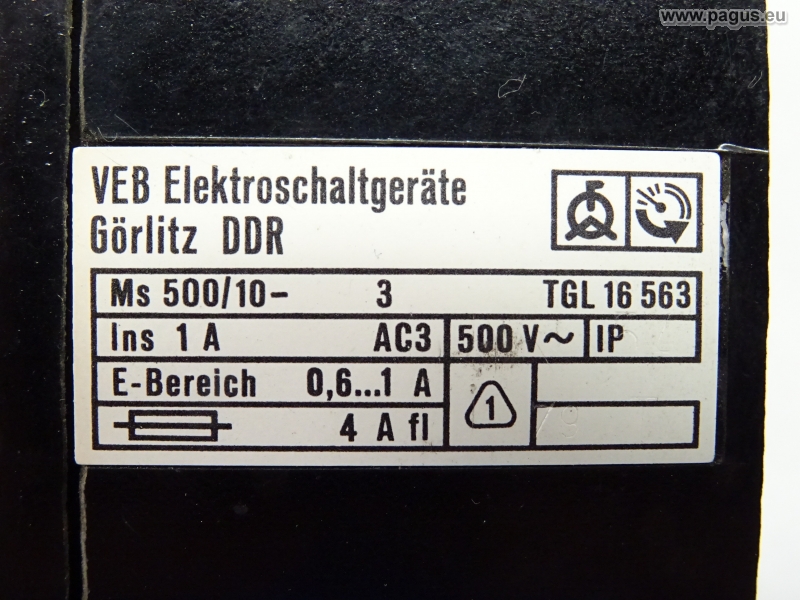 www.pagus.eu
VEB Elektroschaltgeräte
Görlitz DDR
Ms 500/10- 3 TGL 16 563
Ins 1 A AC3 500 V~ IP
E-Bereich 0,6...1 A
1
4 A fl